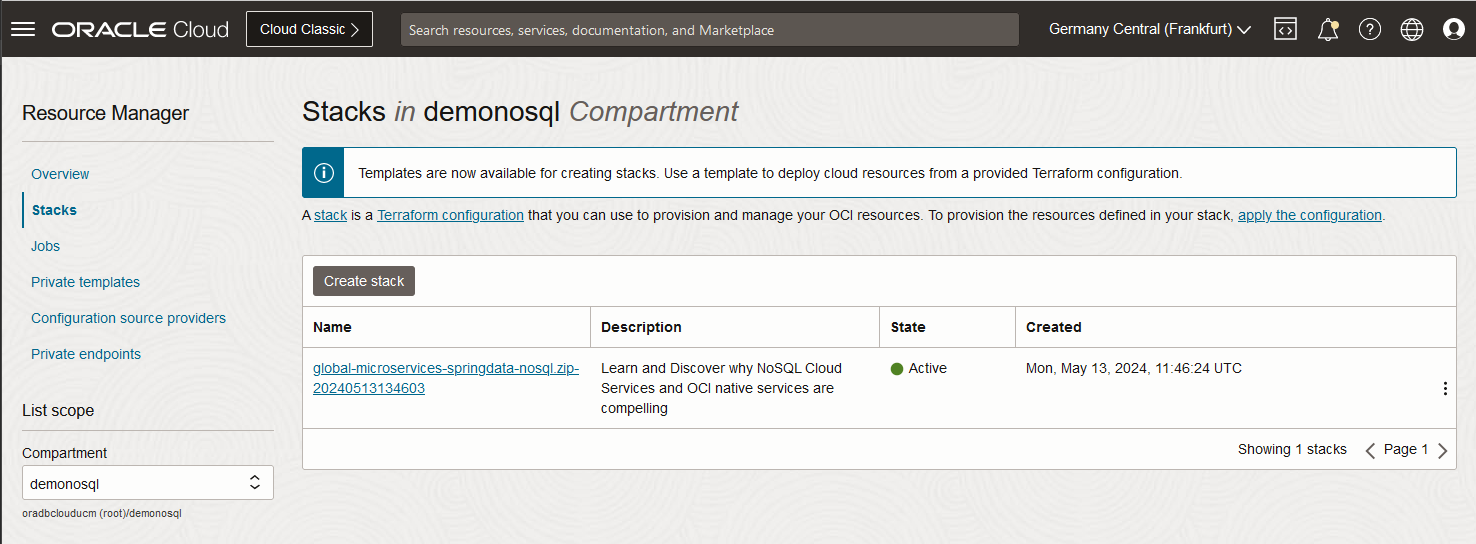 ORACLE Cloud
Cloud Classic
Search resources, services, documentation, and Marketplace
Germany Central (Frankfurt)
Resource Manager
Overview
Stacks
Jobs
Private templates
Configuration source providers
Private endpoints
List scope
Compartment
demonosql
oradbclouducm (root)/demonosql
Stacks in demonosql Compartment
Templates are now available for creating stacks. Use a template to deploy cloud resources from a provided Terraform configuration.
A stack is a Terraform configuration that you can use to provision and manage your OCI resources. To provision the resources defined in your stack, apply the configuration.
Create stack
Name Description State Created
global-microservices-springdata-nosql.zip-
20240513134603
Learn and Discover why NoSQL Cloud
Services and OCI native services are
compelling
Active
Mon, May 13, 2024, 11:46:24 UTC
Showing 1 stacks
Page 1